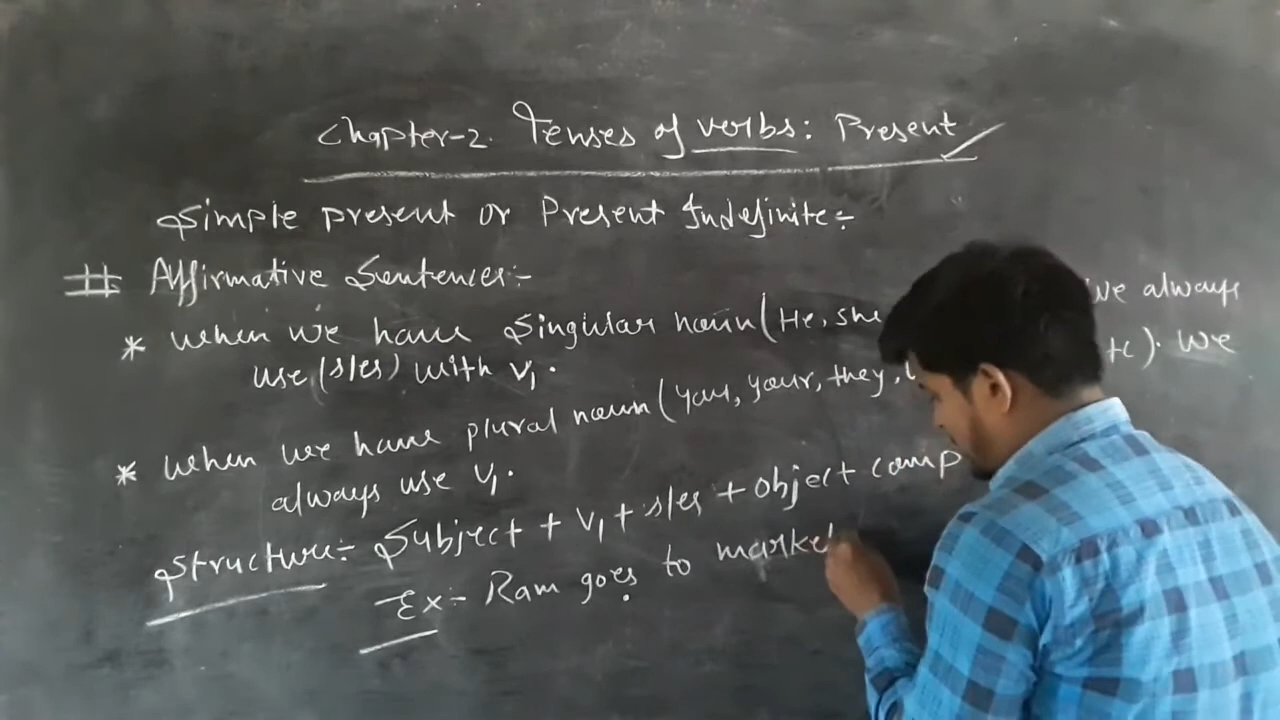 Chapter-2. Tenses of verbs: Present
Simple present or Present Indefinite:-
# Affirmative Sentences:-
* when we have singular noun (He, she we always
use (s/es) with V1.
* when we have plural noun (you, your, they, etc). we
always use V1.
Structure:- Subject + V1 + s/es + object comp
Ex:- Ram goes to market